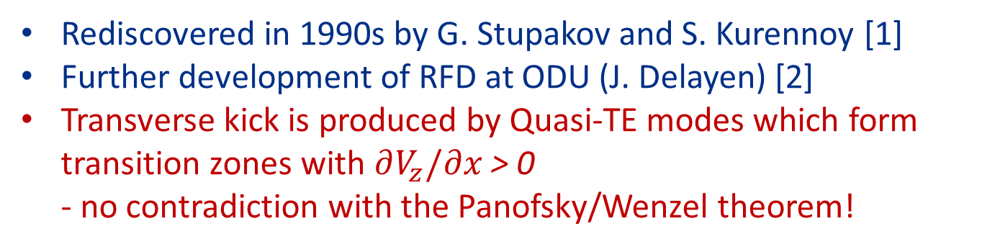 • Rediscovered in 1990s by G. Stupakov and S. Kurennoy [1]
• Further development of RFD at ODU (J. Delayen) [2]
• Transverse kick is produced by Quasi-TE modes which form
transition zones with ∂V_z/∂x > 0
- no contradiction with the Panofsky/Wenzel theorem!